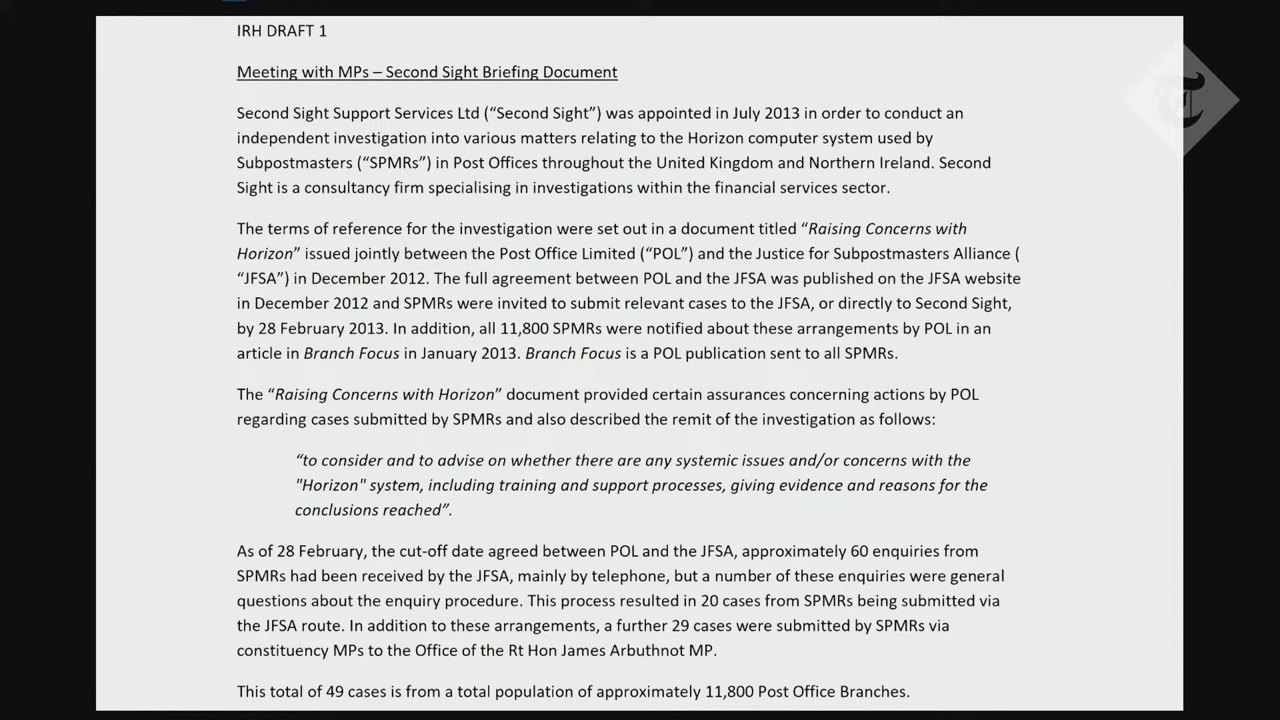 IRH DRAFT 1
Meeting with MPs – Second Sight Briefing Document
Second Sight Support Services Ltd (“Second Sight”) was appointed in July 2013 in order to conduct an
independent investigation into various matters relating to the Horizon computer system used by
Subpostmasters (“SPMRs”) in Post Offices throughout the United Kingdom and Northern Ireland. Second
Sight is a consultancy firm specialising in investigations within the financial services sector.
The terms of reference for the investigation were set out in a document titled “Raising Concerns with
Horizon” issued jointly between the Post Office Limited (“POL”) and the Justice for Subpostmasters Alliance (
“JFSA”) in December 2012. The full agreement between POL and the JFSA was published on the JFSA website
in December 2012 and SPMRs were invited to submit relevant cases to the JFSA, or directly to Second Sight,
by 28 February 2013. In addition, all 11,800 SPMRs were notified about these arrangements by POL in an
article in Branch Focus in January 2013. Branch Focus is a POL publication sent to all SPMRs.
The “Raising Concerns with Horizon” document provided certain assurances concerning actions by POL
regarding cases submitted by SPMRs and also described the remit of the investigation as follows:
“to consider and to advise on whether there are any systemic issues and/or concerns with the
"Horizon" system, including training and support processes, giving evidence and reasons for the
conclusions reached”.
As of 28 February, the cut-off date agreed between POL and the JFSA, approximately 60 enquiries from
SPMRs had been received by the JFSA, mainly by telephone, but a number of these enquiries were general
questions about the enquiry procedure. This process resulted in 20 cases from SPMRs being submitted via
the JFSA route. In addition to these arrangements, a further 29 cases were submitted by SPMRs via
constituency MPs to the Office of the Rt Hon James Arbuthnot MP.
This total of 49 cases is from a total population of approximately 11,800 Post Office Branches.